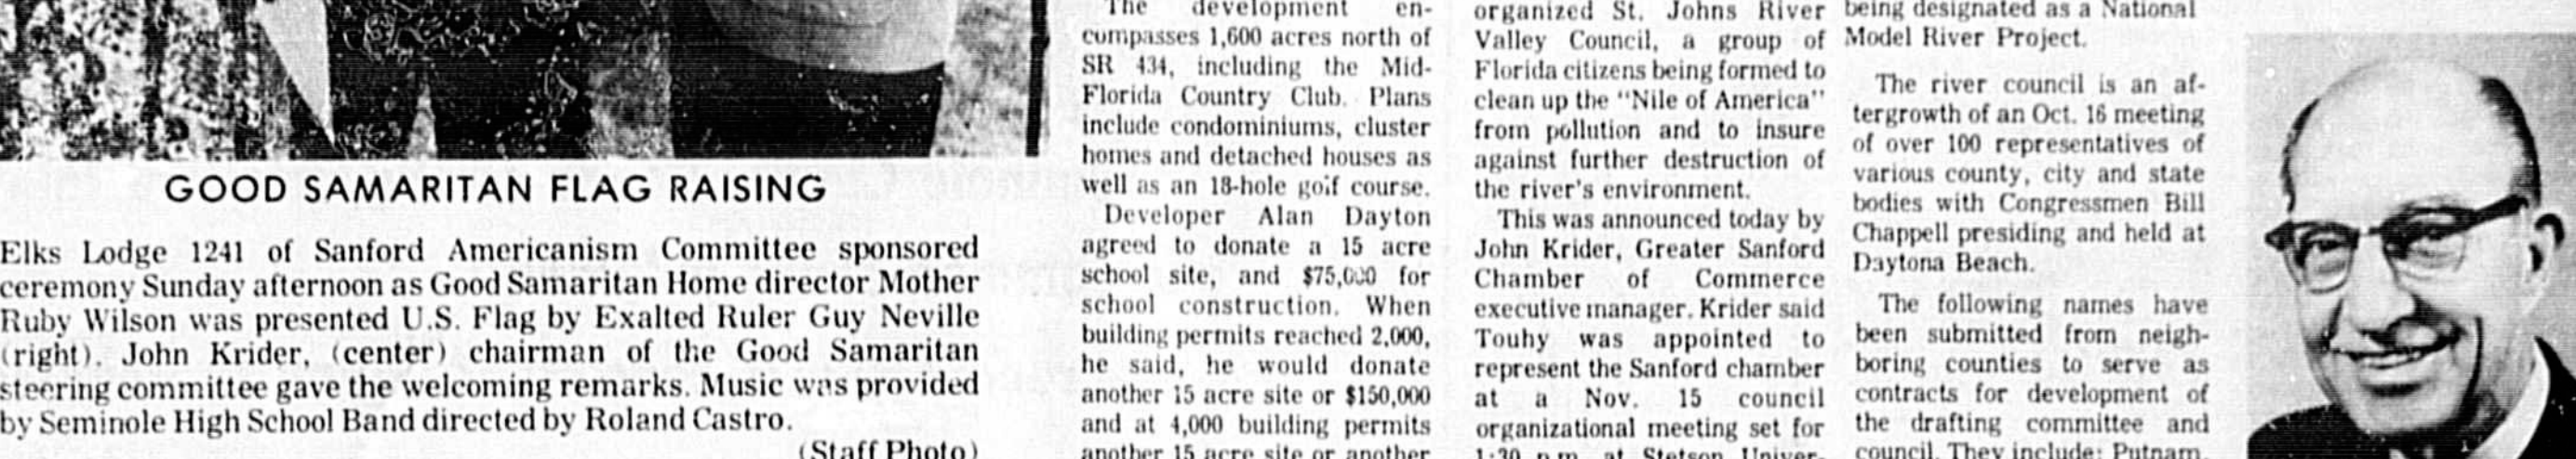 GOOD SAMARITAN FLAG RAISING
Elks Lodge 1241 of Sanford Americanism Committee sponsored
ceremony Sunday afternoon as Good Samaritan Home director Mother
Ruby Wilson was presented U.S. Flag by Exalted Ruler Guy Neville
(right). John Krider, (center) chairman of the Good Samaritan
steering committee gave the welcoming remarks. Music was provided
by Seminole High School Band directed by Roland Castro.
(Staff Photo)
The development en-
compasses 1,600 acres north of
SR 434, including the Mid-
Florida Country Club. Plans
include condominiums, cluster
homes and detached houses as
well as an 18-hole golf course.
Developer Alan Dayton
agreed to donate a 15 acre
school site, and $75,000 for
school construction. When
building permits reached 2,000,
he said, he would donate
another 15 acre site or $150,000
and at 4,000 building permits
another 15 acre site or another
organized St. Johns River
Valley Council, a group of
Florida citizens being formed to
clean up the "Nile of America"
from pollution and to insure
against further destruction of
the river's environment.
This was announced today by
John Krider, Greater Sanford
Chamber of Commerce
executive manager. Krider said
Touhy was appointed to
represent the Sanford chamber
at a Nov. 15 council
organizational meeting set for
1:30 p.m. at Stetson Univer-
being designated as a National
Model River Project.
The river council is an af-
tergrowth of an Oct. 16 meeting
of over 100 representatives of
various county, city and state
bodies with Congressmen Bill
Chappell presiding and held at
Daytona Beach.
The following names have
been submitted from neigh-
boring counties to serve as
contracts for development of
the drafting committee and
council. They include: Putnam,